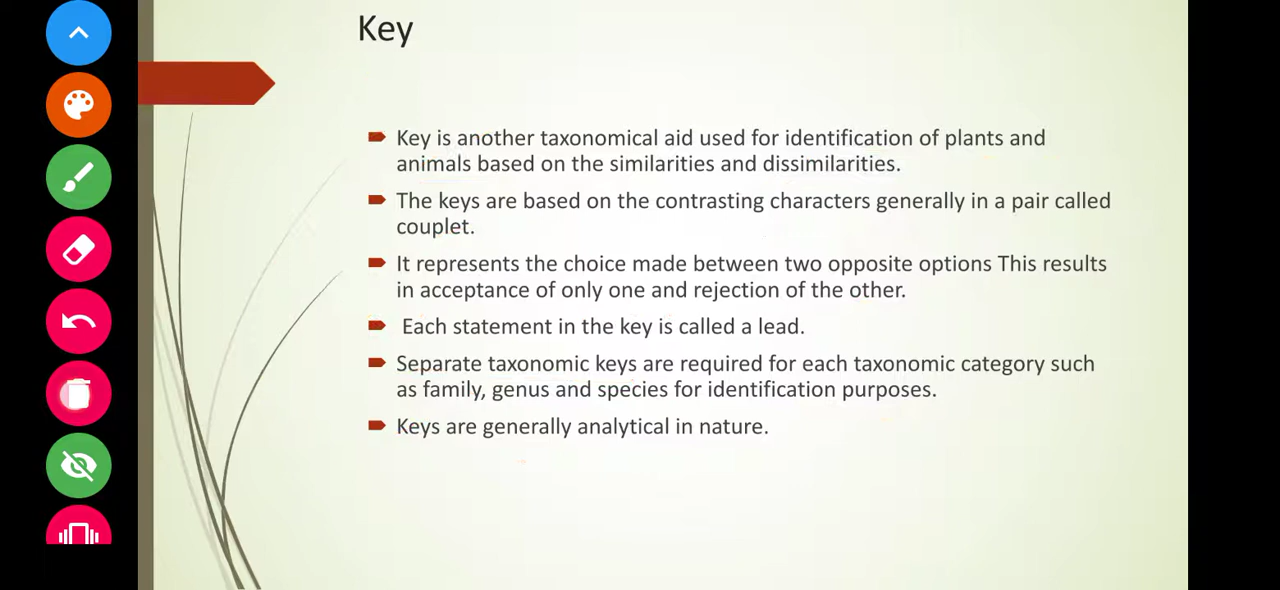 Key
Key is another taxonomical aid used for identification of plants and
animals based on the similarities and dissimilarities.
The keys are based on the contrasting characters generally in a pair called
couplet.
It represents the choice made between two opposite options This results
in acceptance of only one and rejection of the other.
Each statement in the key is called a lead.
Separate taxonomic keys are required for each taxonomic category such
as family, genus and species for identification purposes.
Keys are generally analytical in nature.